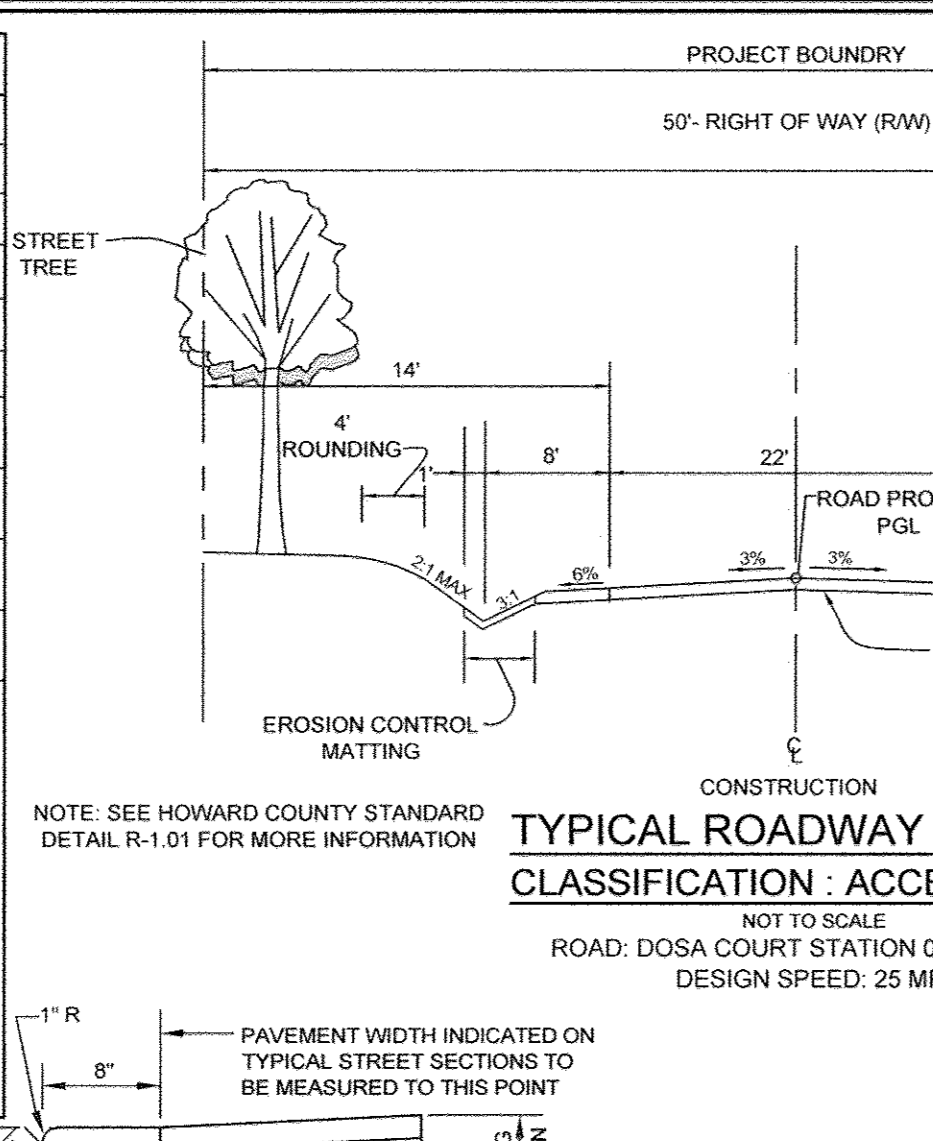 PROJECT BOUNDRY
50'- RIGHT OF WAY (R/W)
STREET
TREE
14'
4'
ROUNDING
1'
8'
22'
ROAD PRO
PGL
2:1 MAX
3:1
6%
3%
3%
EROSION CONTROL
MATTING
CONSTRUCTION
NOTE: SEE HOWARD COUNTY STANDARD
DETAIL R-1.01 FOR MORE INFORMATION
TYPICAL ROADWAY
CLASSIFICATION : ACCE
NOT TO SCALE
ROAD: DOSA COURT STATION 0
DESIGN SPEED: 25 M
1" R
8"
PAVEMENT WIDTH INDICATED ON
TYPICAL STREET SECTIONS TO
BE MEASURED TO THIS POINT